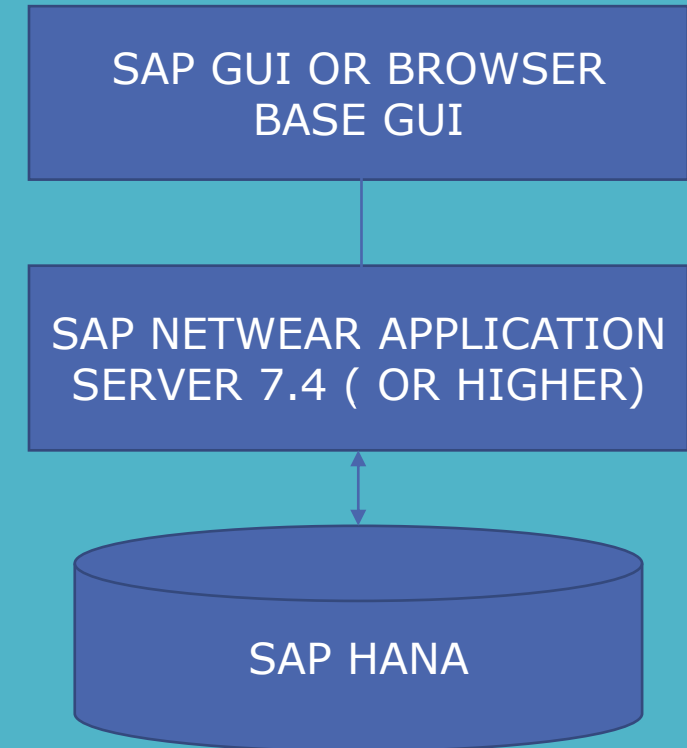 SAP GUI OR BROWSER
BASE GUI
SAP NETWEAR APPLICATION
SERVER 7.4 ( OR HIGHER)
SAP HANA